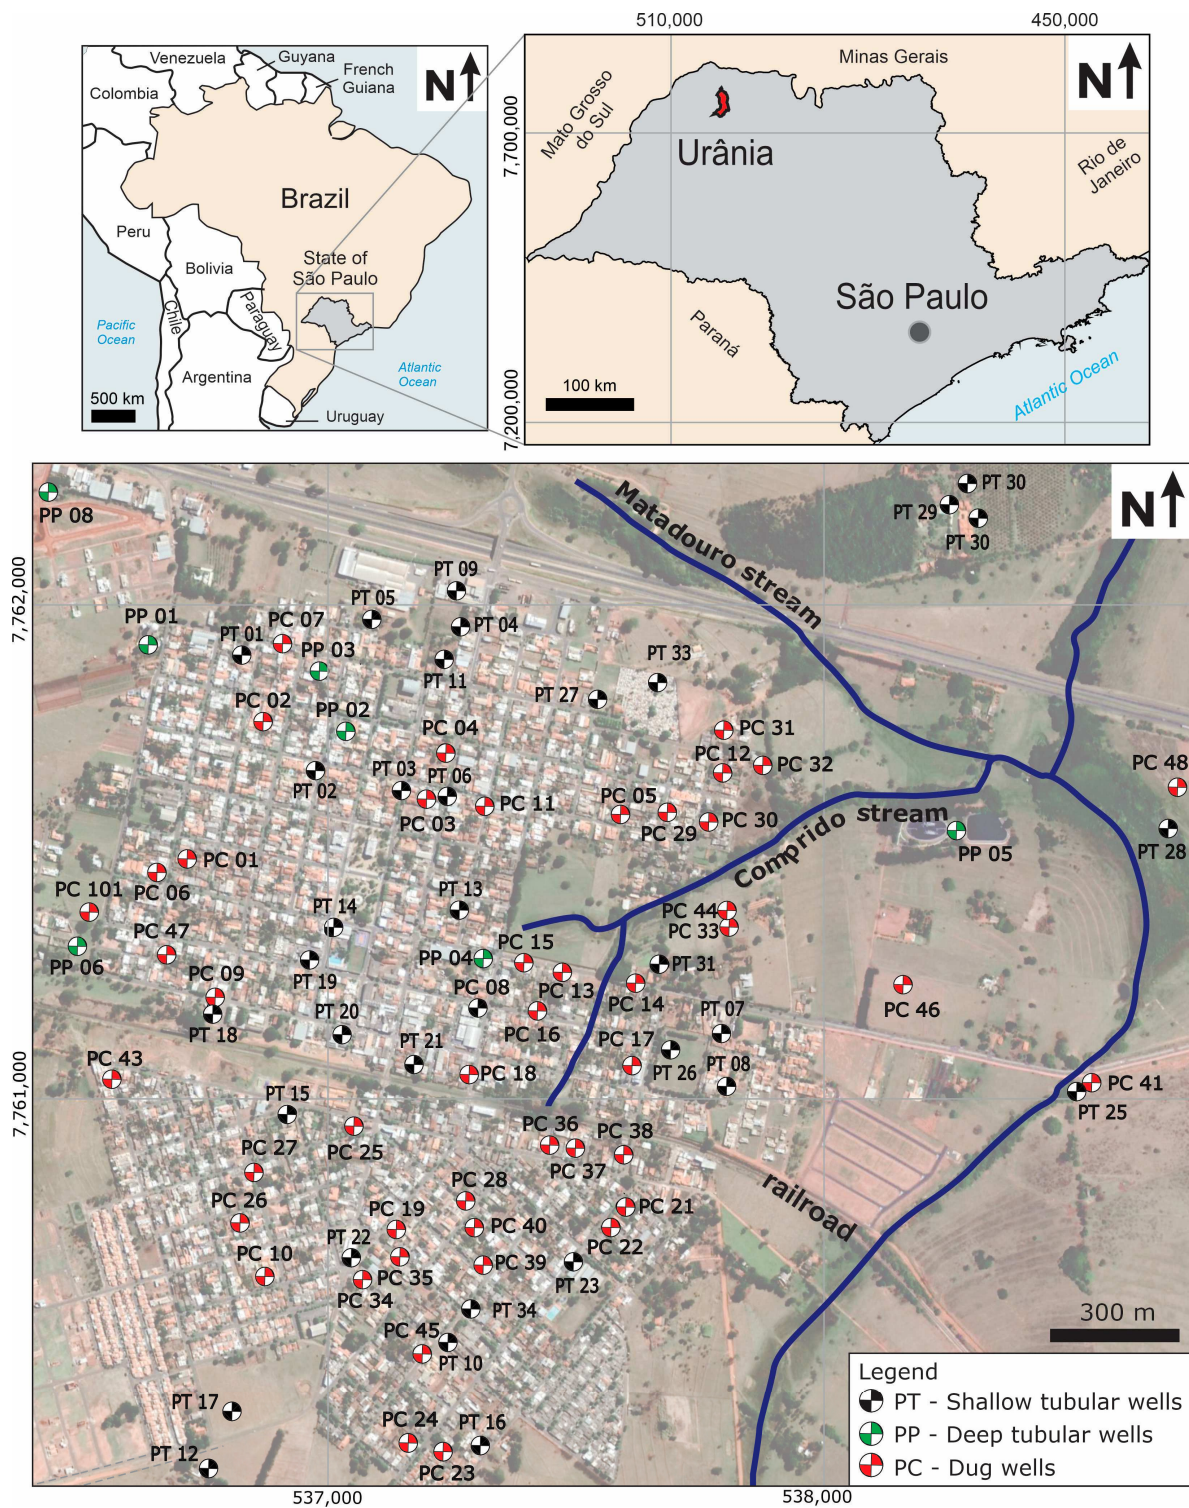 510,000
450,000
Venezuela
Guyana
French
Guiana
Colombia
N
Brazil
Peru
Bolivia
State of
São Paulo
Chile
Paraguay
Pacific
Ocean
Argentina
Atlantic
Ocean
500 km
Uruguay
Minas Gerais
N
Mato Grosso
do Sul
7,700,000
Urânia
Rio de
Janeiro
São Paulo
Paraná
100 km
Atlantic Ocean
7,200,000
PP 08
Matadouro stream
PT 30
PT 29
PT 30
N
7,762,000
PT 09
PT 05
PP 01
PC 07
PT 04
PT 01
PP 03
PT 11
PT 33
PT 27
PC 02
PP 02
PC 04
PC 31
PC 12
PC 32
PT 02
PT 03
PT 06
PC 48
PC 03
PC 11
PC 05
PC 29
PC 30
Comprido stream
PP 05
PT 28
PC 01
PC 06
PC 101
PT 13
PC 44
PC 33
PT 14
PC 47
PP 06
PT 19
PP 04
PC 15
PC 13
PT 31
PC 14
PC 09
PC 08
PC 46
PT 18
PT 20
PC 16
PT 07
PT 21
PC 17
PT 26
PT 08
PC 43
PC 18
PC 41
PT 25
7,761,000
PT 15
PC 25
PC 36
PC 37
PC 38
PC 27
railroad
PC 28
PC 26
PC 19
PC 40
PC 21
PC 22
PT 22
PC 10
PC 35
PC 39
PT 23
PC 34
PT 34
300 m
PC 45
PT 10
Legend
PT - Shallow tubular wells
PP - Deep tubular wells
PC - Dug wells
PT 17
PC 24
PT 16
PT 12
PC 23
537,000
538,000